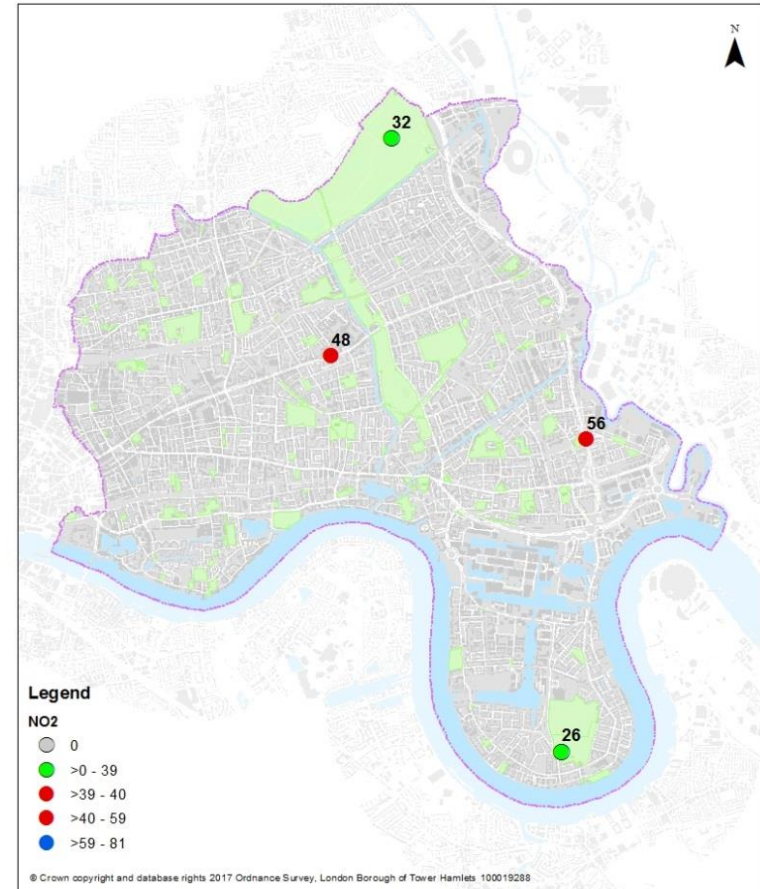 N
32
48
56
26
Legend
NO2
0
>0 - 39
>39 - 40
>40 - 59
>59 - 81
© Crown copyright and database rights 2017 Ordnance Survey, London Borough of Tower Hamlets 100019288